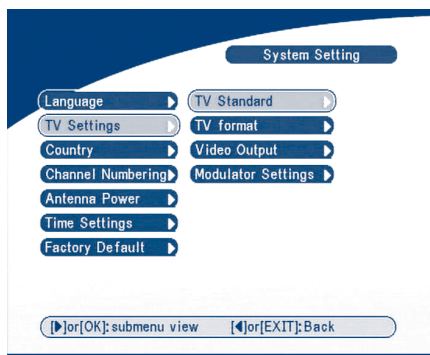 System Setting
Language
TV Settings
Country
Channel Numbering
Antenna Power
Time Settings
Factory Default
TV Standard
TV format
Video Output
Modulator Settings
[▶]or[OK]:submenu view [◀]or[EXIT]:Back